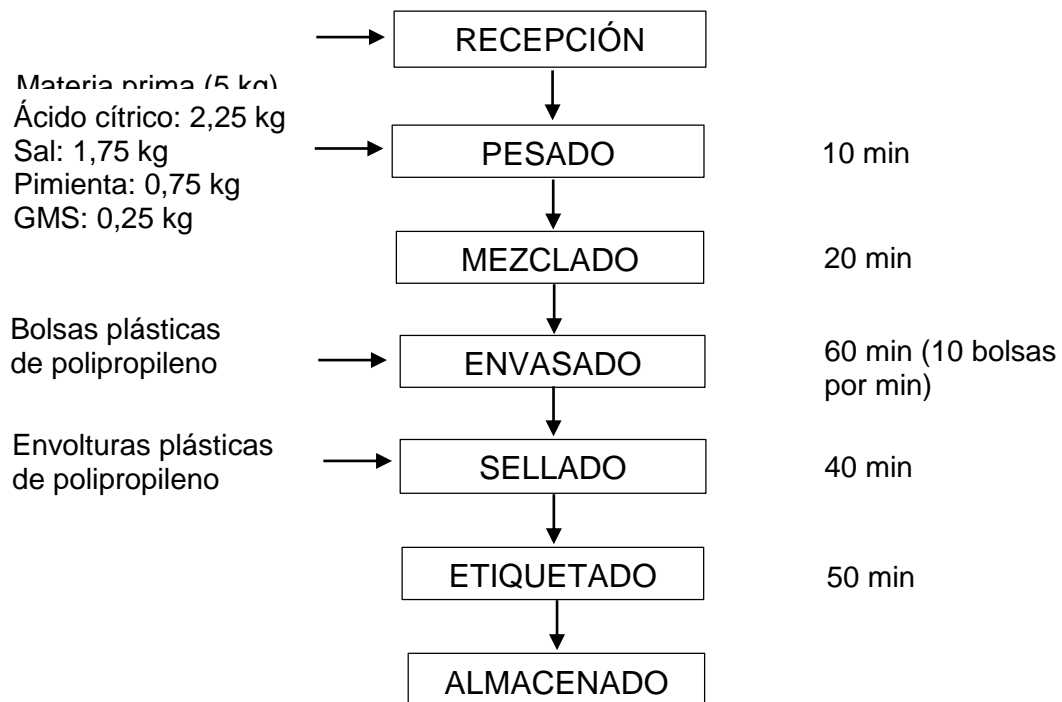 RECEPCIÓN
Materia prima (5 kg)
Ácido cítrico: 2,25 kg
Sal: 1,75 kg
Pimienta: 0,75 kg
GMS: 0,25 kg
PESADO
10 min
MEZCLADO
20 min
Bolsas plásticas
de polipropileno
ENVASADO
60 min (10 bolsas
por min)
Envolturas plásticas
de polipropileno
SELLADO
40 min
ETIQUETADO
50 min
ALMACENADO